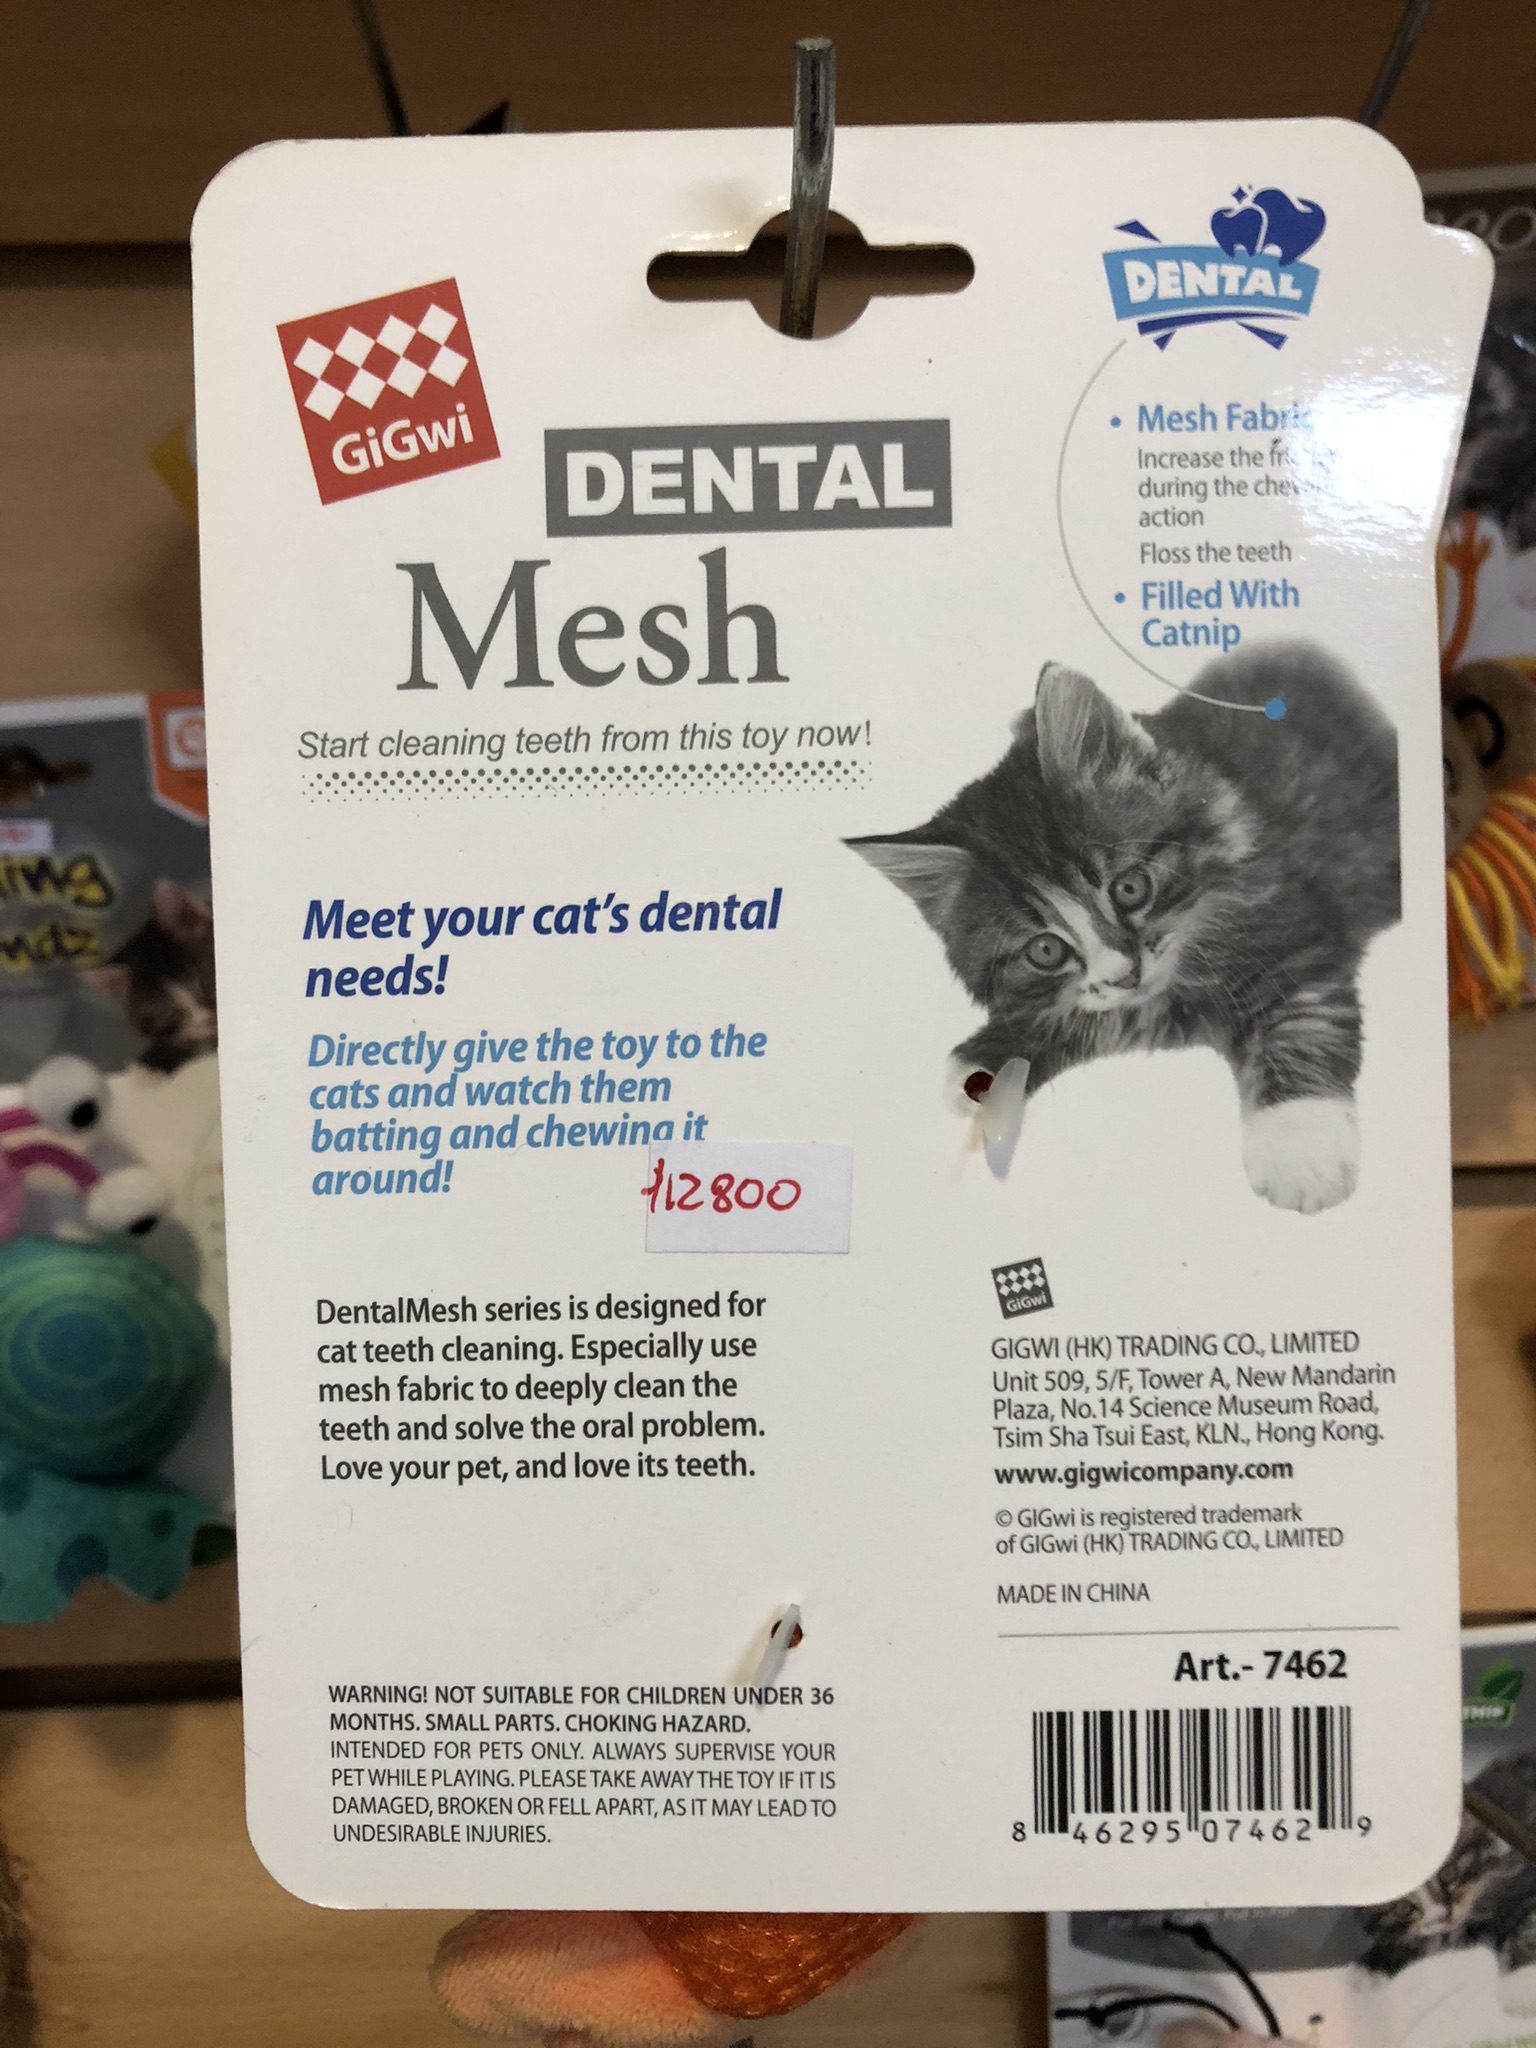 GiGwi
DENTAL
Mesh
Start cleaning teeth from this toy now!
DENTAL
• Mesh Fabric
Increase the
during the
action
Floss the teeth
• Filled With
Catnip
Meet your cat's dental
needs!
Directly give the toy to the
cats and watch them
batting and chewing it
around!
$12800
DentalMesh series is designed for
cat teeth cleaning. Especially use
mesh fabric to deeply clean the
teeth and solve the oral problem.
Love your pet, and love its teeth.
WARNING! NOT SUITABLE FOR CHILDREN UNDER 36
MONTHS. SMALL PARTS. CHOKING HAZARD.
INTENDED FOR PETS ONLY. ALWAYS SUPERVISE YOUR
PET WHILE PLAYING. PLEASE TAKE AWAY THE TOY IF IT IS
DAMAGED, BROKEN OR FELL APART, AS IT MAY LEAD TO
UNDESIRABLE INJURIES.
GiGwi
GIGWI (HK) TRADING CO., LIMITED
Unit 509, 5/F, Tower A, New Mandarin
Plaza, No.14 Science Museum Road,
Tsim Sha Tsui East, KLN., Hong Kong.
www.gigwicompany.com
© GIGwi is registered trademark
of GIGwi (HK) TRADING CO., LIMITED
MADE IN CHINA
Art.- 7462
8 46295 07462 9